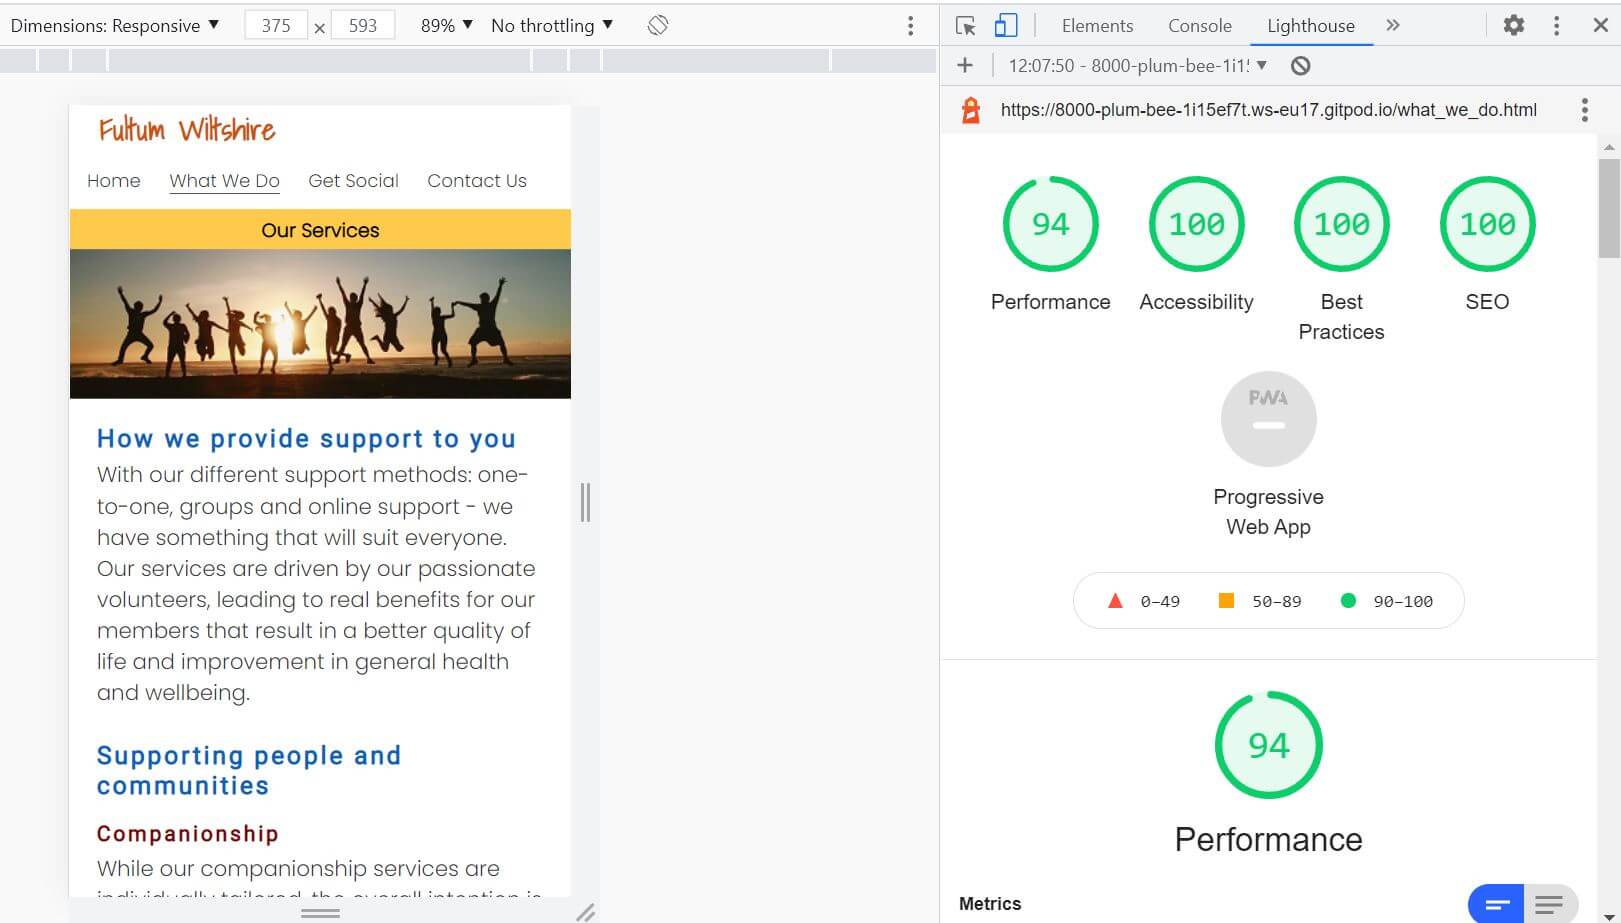 Dimensions: Responsive ▼ 375 × 593 89% ▼ No throttling ▼
Elements Console Lighthouse
12:07:50 - 8000-plum-bee-1i1 ▼
https://8000-plum-bee-1i15ef7t.ws-eu17.gitpod.io/what_we_do.html
Fultum Wiltshire
Home What We Do Get Social Contact Us
Our Services
How we provide support to you
With our different support methods: one-
to-one, groups and online support - we
have something that will suit everyone.
Our services are driven by our passionate
volunteers, leading to real benefits for our
members that result in a better quality of
life and improvement in general health
and wellbeing.
Supporting people and
communities
Companionship
While our companionship services are
individually tailored, the overall intention is
94 100 100 100
Performance Accessibility Best
Practices SEO
PWA
Progressive
Web App
0–49 50–89 90–100
94
Performance
Metrics